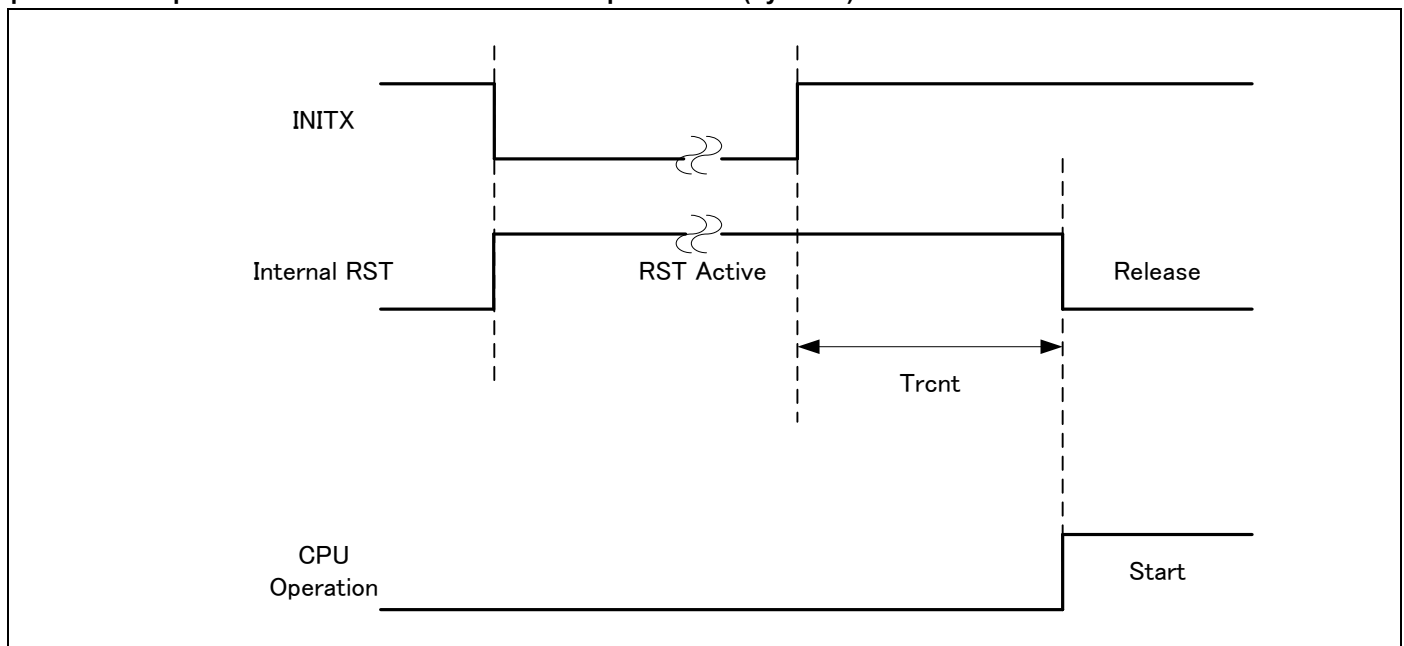 INITX
Internal RST
RST Active
Release
Trcnt
CPU
Operation
Start